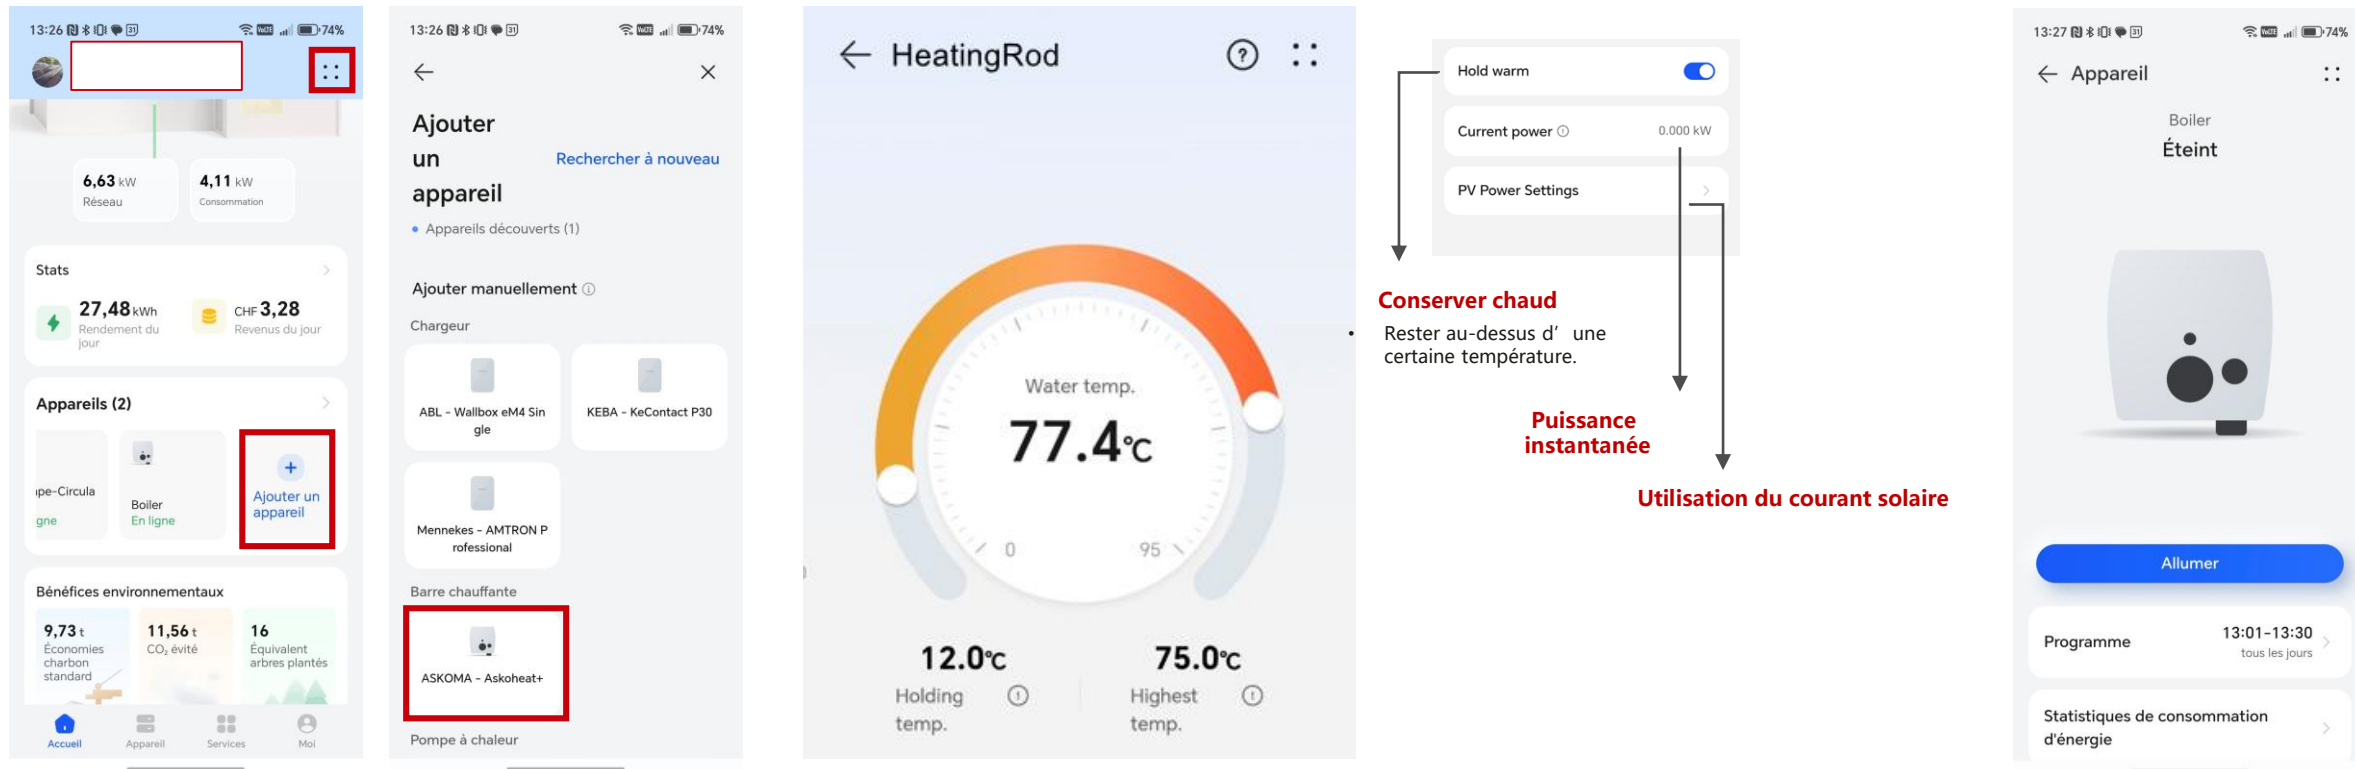 13:26
74%
6,63 kW
Réseau
4,11 kW
Consommation
Stats
27,48 kWh
Rendement du
jour
CHF 3,28
Revenus du jour
Appareils (2)
pe-Circula
gne
Boiler
En ligne
Ajouter un
appareil
Bénéfices environnementaux
9,73 t
Économies
charbon
standard
11,56 t
CO₂ évité
16
Équivalent
arbres plantés
Accueil
Appareil
Services
Moi
13:26
74%
Ajouter
un
appareil
Rechercher à nouveau
Appareils découverts (1)
Ajouter manuellement
Chargeur
ABL - Wallbox eM4 Sin
gle
KEBA - KeContact P30
Mennekes - AMTRON P
rofessional
Barre chauffante
ASKOMA - Askoheat+
Pompe à chaleur
HeatingRod
Water temp.
77.4°C
0
95
12.0°C
Holding
temp.
75.0°C
Highest
temp.
Hold warm
Current power
0.000 kW
PV Power Settings
Conserver chaud
• Rester au-dessus d’ une
certaine température.
Puissance
instantanée
Utilisation du courant solaire
13:27
74%
Appareil
Boiler
Éteint
Allumer
Programme
13:01-13:30
tous les jours
Statistiques de consommation
d'énergie